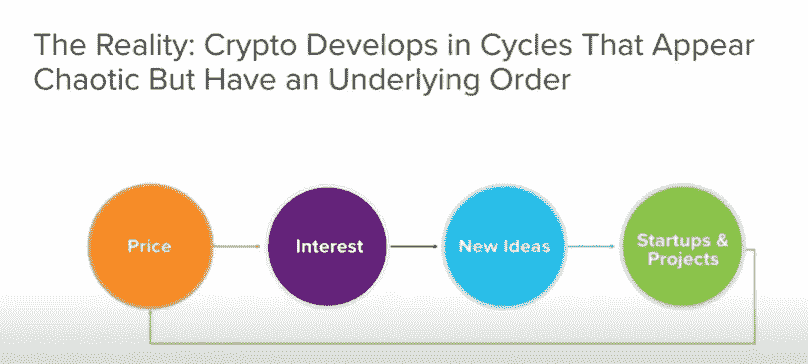 The Reality: Crypto Develops in Cycles That Appear
Chaotic But Have an Underlying Order
Price
Interest
New Ideas
Startups &
Projects